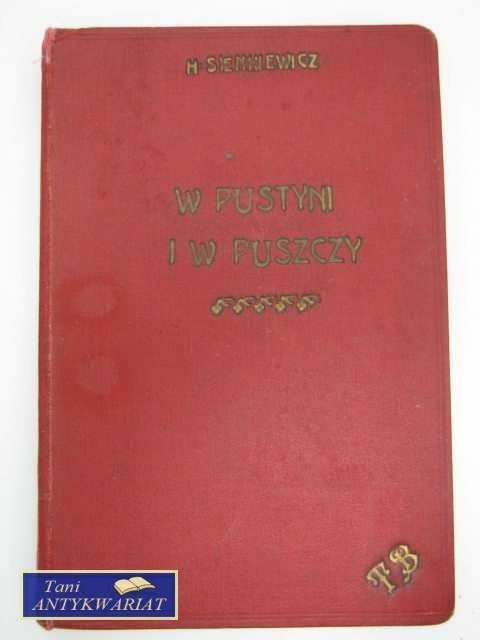 H. SIENKIEWICZ
W PUSTYNI
I W PUSZCZY
TB
Tani
ANTYKWARIAT